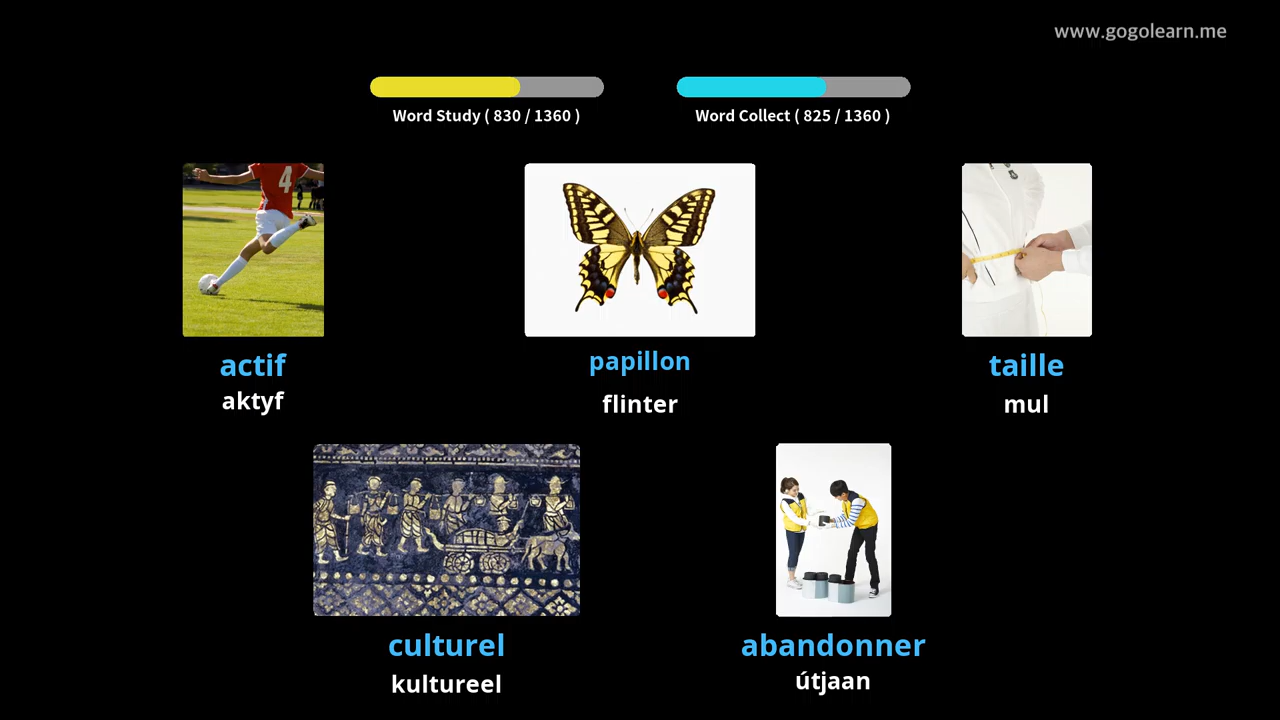 www.gogolearn.me
Word Study ( 830 / 1360 )
Word Collect ( 825 / 1360 )
4
actif
aktyf
papillon
flinter
taille
mul
culturel
kultureel
abandonner
útjaan